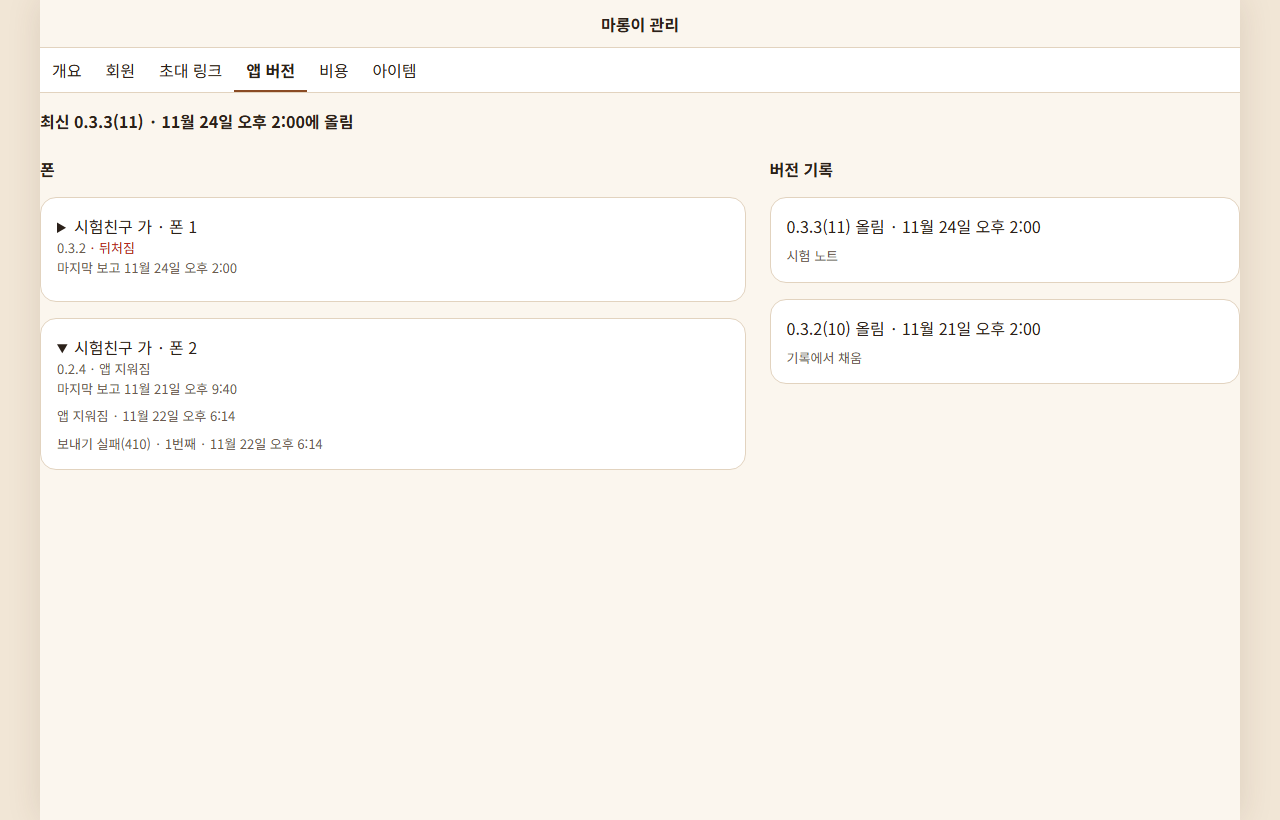 마롱이 관리
개요 회원 초대 링크 앱 버전 비용 아이템
최신 0.3.3(11) · 11월 24일 오후 2:00에 올림
폰
▶ 시험친구 가 · 폰 1
0.3.2 · 뒤처짐
마지막 보고 11월 24일 오후 2:00
▼ 시험친구 가 · 폰 2
0.2.4 · 앱 지워짐
마지막 보고 11월 21일 오후 9:40
앱 지워짐 · 11월 22일 오후 6:14
보내기 실패(410) · 1번째 · 11월 22일 오후 6:14
버전 기록
0.3.3(11) 올림 · 11월 24일 오후 2:00
시험 노트
0.3.2(10) 올림 · 11월 21일 오후 2:00
기록에서 채움